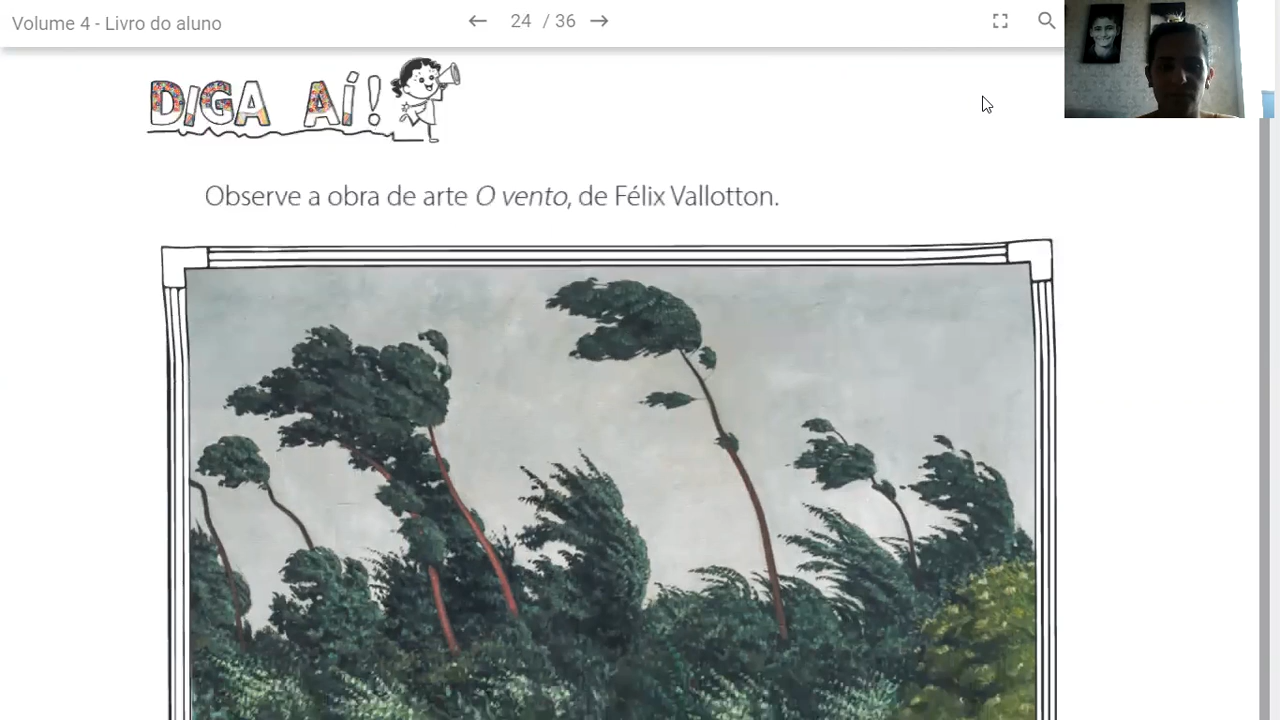 Volume 4 - Livro do aluno
24 / 36
DIGA AÍ!
Observe a obra de arte O vento, de Félix Vallotton.